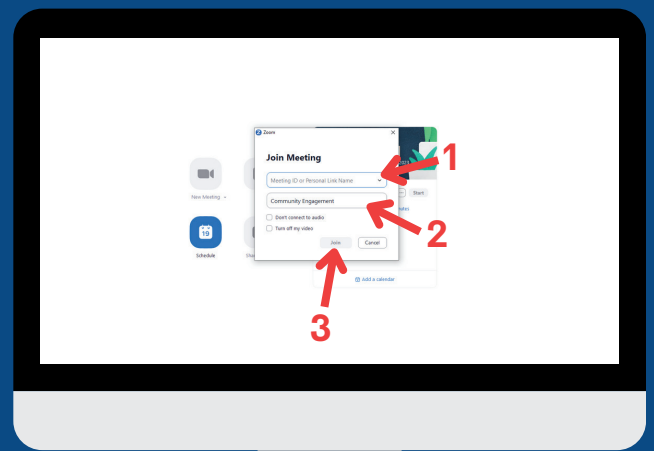 Zoom
Join Meeting
Meeting ID or Personal Link Name
Community Engagement
Don't connect to audio
Turn off my video
Join
Cancel
1
2
3
New Meeting
19
Schedule
Start
Add a calendar